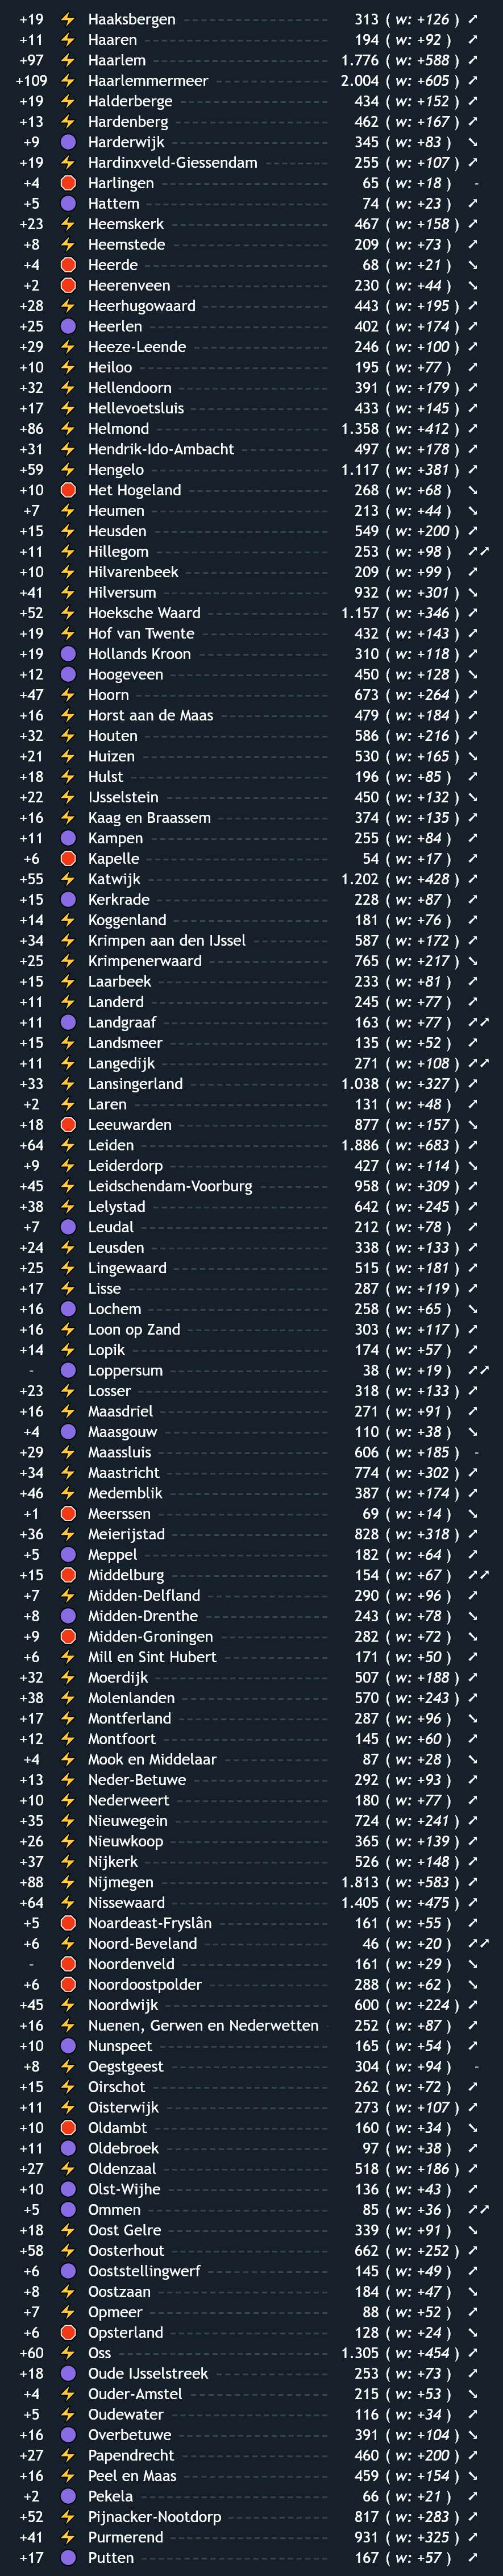 +19 ⚡ Haaksbergen 313 ( w: +126 ) ↗
+11 ⚡ Haaren 194 ( w: +92 ) ↗
+97 ⚡ Haarlem 1.776 ( w: +588 ) ↗
+109 ⚡ Haarlemmermeer 2.004 ( w: +605 ) ↗
+19 ⚡ Halderberge 434 ( w: +152 ) ↗
+13 ⚡ Hardenberg 462 ( w: +167 ) ↗
+9 Harderwijk 345 ( w: +83 ) ↘
+19 ⚡ Hardinxveld-Giessendam 255 ( w: +107 ) ↗
+4 Harlingen 65 ( w: +18 ) -
+5 Hattem 74 ( w: +23 ) ↗
+23 ⚡ Heemskerk 467 ( w: +158 ) ↗
+8 ⚡ Heemstede 209 ( w: +73 ) ↗
+4 Heerde 68 ( w: +21 ) ↘
+2 Heerenveen 230 ( w: +44 ) ↘
+28 ⚡ Heerhugowaard 443 ( w: +195 ) ↗
+25 Heerlen 402 ( w: +174 ) ↗
+29 ⚡ Heeze-Leende 246 ( w: +100 ) ↗
+10 ⚡ Heiloo 195 ( w: +77 ) ↗
+32 ⚡ Hellendoorn 391 ( w: +179 ) ↗
+17 ⚡ Hellevoetsluis 433 ( w: +145 ) ↗
+86 ⚡ Helmond 1.358 ( w: +412 ) ↗
+31 ⚡ Hendrik-Ido-Ambacht 497 ( w: +178 ) ↗
+59 ⚡ Hengelo 1.117 ( w: +381 ) ↗
+10 Het Hogeland 268 ( w: +68 ) ↘
+7 ⚡ Heumen 213 ( w: +44 ) ↘
+15 ⚡ Heusden 549 ( w: +200 ) ↗
+11 ⚡ Hillegom 253 ( w: +98 ) ↗↗
+10 ⚡ Hilvarenbeek 209 ( w: +99 ) ↗
+41 ⚡ Hilversum 932 ( w: +301 ) ↘
+52 ⚡ Hoeksche Waard 1.157 ( w: +346 ) ↗
+19 ⚡ Hof van Twente 432 ( w: +143 ) ↗
+19 Hollands Kroon 310 ( w: +118 ) ↗
+12 Hoogeveen 450 ( w: +128 ) ↘
+47 ⚡ Hoorn 673 ( w: +264 ) ↗
+16 ⚡ Horst aan de Maas 479 ( w: +184 ) ↗
+32 ⚡ Houten 586 ( w: +216 ) ↗
+21 ⚡ Huizen 530 ( w: +165 ) ↘
+18 ⚡ Hulst 196 ( w: +85 ) ↗
+22 ⚡ IJsselstein 450 ( w: +132 ) ↘
+16 ⚡ Kaag en Braassem 374 ( w: +135 ) ↗
+11 Kampen 255 ( w: +84 ) ↗
+6 Kapelle 54 ( w: +17 ) ↗
+55 ⚡ Katwijk 1.202 ( w: +428 ) ↗
+15 Kerkrade 228 ( w: +87 ) ↗
+14 ⚡ Koggenland 181 ( w: +76 ) ↗
+34 ⚡ Krimpen aan den IJssel 587 ( w: +172 ) ↗
+25 ⚡ Krimpenerwaard 765 ( w: +217 ) ↘
+15 ⚡ Laarbeek 233 ( w: +81 ) ↗
+11 ⚡ Landerd 245 ( w: +77 ) ↗
+11 Landgraaf 163 ( w: +77 ) ↗↗
+15 ⚡ Landsmeer 135 ( w: +52 ) ↗
+11 ⚡ Langedijk 271 ( w: +108 ) ↗↗
+33 ⚡ Lansingerland 1.038 ( w: +327 ) ↗
+2 ⚡ Laren 131 ( w: +48 ) ↗
+18 Leeuwarden 877 ( w: +157 ) ↘
+64 ⚡ Leiden 1.886 ( w: +683 ) ↗
+9 ⚡ Leiderdorp 427 ( w: +114 ) ↘
+45 ⚡ Leidschendam-Voorburg 958 ( w: +309 ) ↗
+38 ⚡ Lelystad 642 ( w: +245 ) ↗
+7 Leudal 212 ( w: +78 ) ↗
+24 ⚡ Leusden 338 ( w: +133 ) ↗
+25 ⚡ Lingewaard 515 ( w: +181 ) ↗
+17 ⚡ Lisse 287 ( w: +119 ) ↗
+16 Lochem 258 ( w: +65 ) ↘
+16 ⚡ Loon op Zand 303 ( w: +117 ) ↗
+14 ⚡ Lopik 174 ( w: +57 ) ↗
- Loppersum 38 ( w: +19 ) ↗↗
+23 ⚡ Losser 318 ( w: +133 ) ↗
+16 ⚡ Maasdriel 271 ( w: +91 ) ↗
+4 Maasgouw 110 ( w: +38 ) ↘
+29 ⚡ Maassluis 606 ( w: +185 ) -
+34 ⚡ Maastricht 774 ( w: +302 ) ↗
+46 ⚡ Medemblik 387 ( w: +174 ) ↗
+1 Meerssen 69 ( w: +14 ) ↘
+36 ⚡ Meierijstad 828 ( w: +318 ) ↗
+5 Meppel 182 ( w: +64 ) ↗
+15 Middelburg 154 ( w: +67 ) ↗↗
+7 ⚡ Midden-Delfland 290 ( w: +96 ) ↗
+8 Midden-Drenthe 243 ( w: +78 ) ↘
+9 Midden-Groningen 282 ( w: +72 ) ↘
+6 ⚡ Mill en Sint Hubert 171 ( w: +50 ) ↗
+32 ⚡ Moerdijk 507 ( w: +188 ) ↗
+38 ⚡ Molenlanden 570 ( w: +243 ) ↗
+17 ⚡ Montferland 287 ( w: +96 ) ↘
+12 ⚡ Montfoort 145 ( w: +60 ) ↗
+4 ⚡ Mook en Middelaar 87 ( w: +28 ) ↘
+13 ⚡ Neder-Betuwe 292 ( w: +93 ) ↗
+10 ⚡ Nederweert 180 ( w: +77 ) ↗
+35 ⚡ Nieuwegein 724 ( w: +241 ) ↗
+26 ⚡ Nieuwkoop 365 ( w: +139 ) ↗
+37 ⚡ Nijkerk 526 ( w: +148 ) ↗
+88 ⚡ Nijmegen 1.813 ( w: +583 ) ↗
+64 ⚡ Nissewaard 1.405 ( w: +475 ) ↗
+5 Noardeast-Fryslân 161 ( w: +55 ) ↗
+6 ⚡ Noord-Beveland 46 ( w: +20 ) ↗↗
- Noordenveld 161 ( w: +29 ) ↘
+6 Noordoostpolder 288 ( w: +62 ) ↘
+45 ⚡ Noordwijk 600 ( w: +224 ) ↗
+16 ⚡ Nuenen, Gerwen en Nederwetten 252 ( w: +87 ) ↗
+10 Nunspeet 165 ( w: +54 ) ↗
+8 ⚡ Oegstgeest 304 ( w: +94 ) -
+15 ⚡ Oirschot 262 ( w: +72 ) ↗
+11 ⚡ Oisterwijk 273 ( w: +107 ) ↗
+10 Oldambt 160 ( w: +34 ) ↘
+11 Oldebroek 97 ( w: +38 ) ↗
+27 ⚡ Oldenzaal 518 ( w: +186 ) ↗
+10 Olst-Wijhe 136 ( w: +43 ) ↗
+5 Ommen 85 ( w: +36 ) ↗↗
+18 ⚡ Oost Gelre 339 ( w: +91 ) ↘
+58 ⚡ Oosterhout 662 ( w: +252 ) ↗
+6 Ooststellingwerf 145 ( w: +49 ) ↗
+8 ⚡ Oostzaan 184 ( w: +47 ) ↘
+7 ⚡ Opmeer 88 ( w: +52 ) ↗
+6 Opsterland 128 ( w: +24 ) ↘
+60 ⚡ Oss 1.305 ( w: +454 ) ↗
+18 Oude IJsselstreek 253 ( w: +73 ) ↗
+4 ⚡ Ouder-Amstel 215 ( w: +53 ) ↘
+5 ⚡ Oudewater 116 ( w: +34 ) ↗
+16 Overbetuwe 391 ( w: +104 ) ↘
+27 ⚡ Papendrecht 460 ( w: +200 ) ↗
+16 ⚡ Peel en Maas 459 ( w: +154 ) ↘
+2 Pekela 66 ( w: +21 ) ↗
+52 ⚡ Pijnacker-Nootdorp 817 ( w: +283 ) ↗
+41 ⚡ Purmerend 931 ( w: +325 ) ↗
+17 Putten 167 ( w: +57 ) ↗